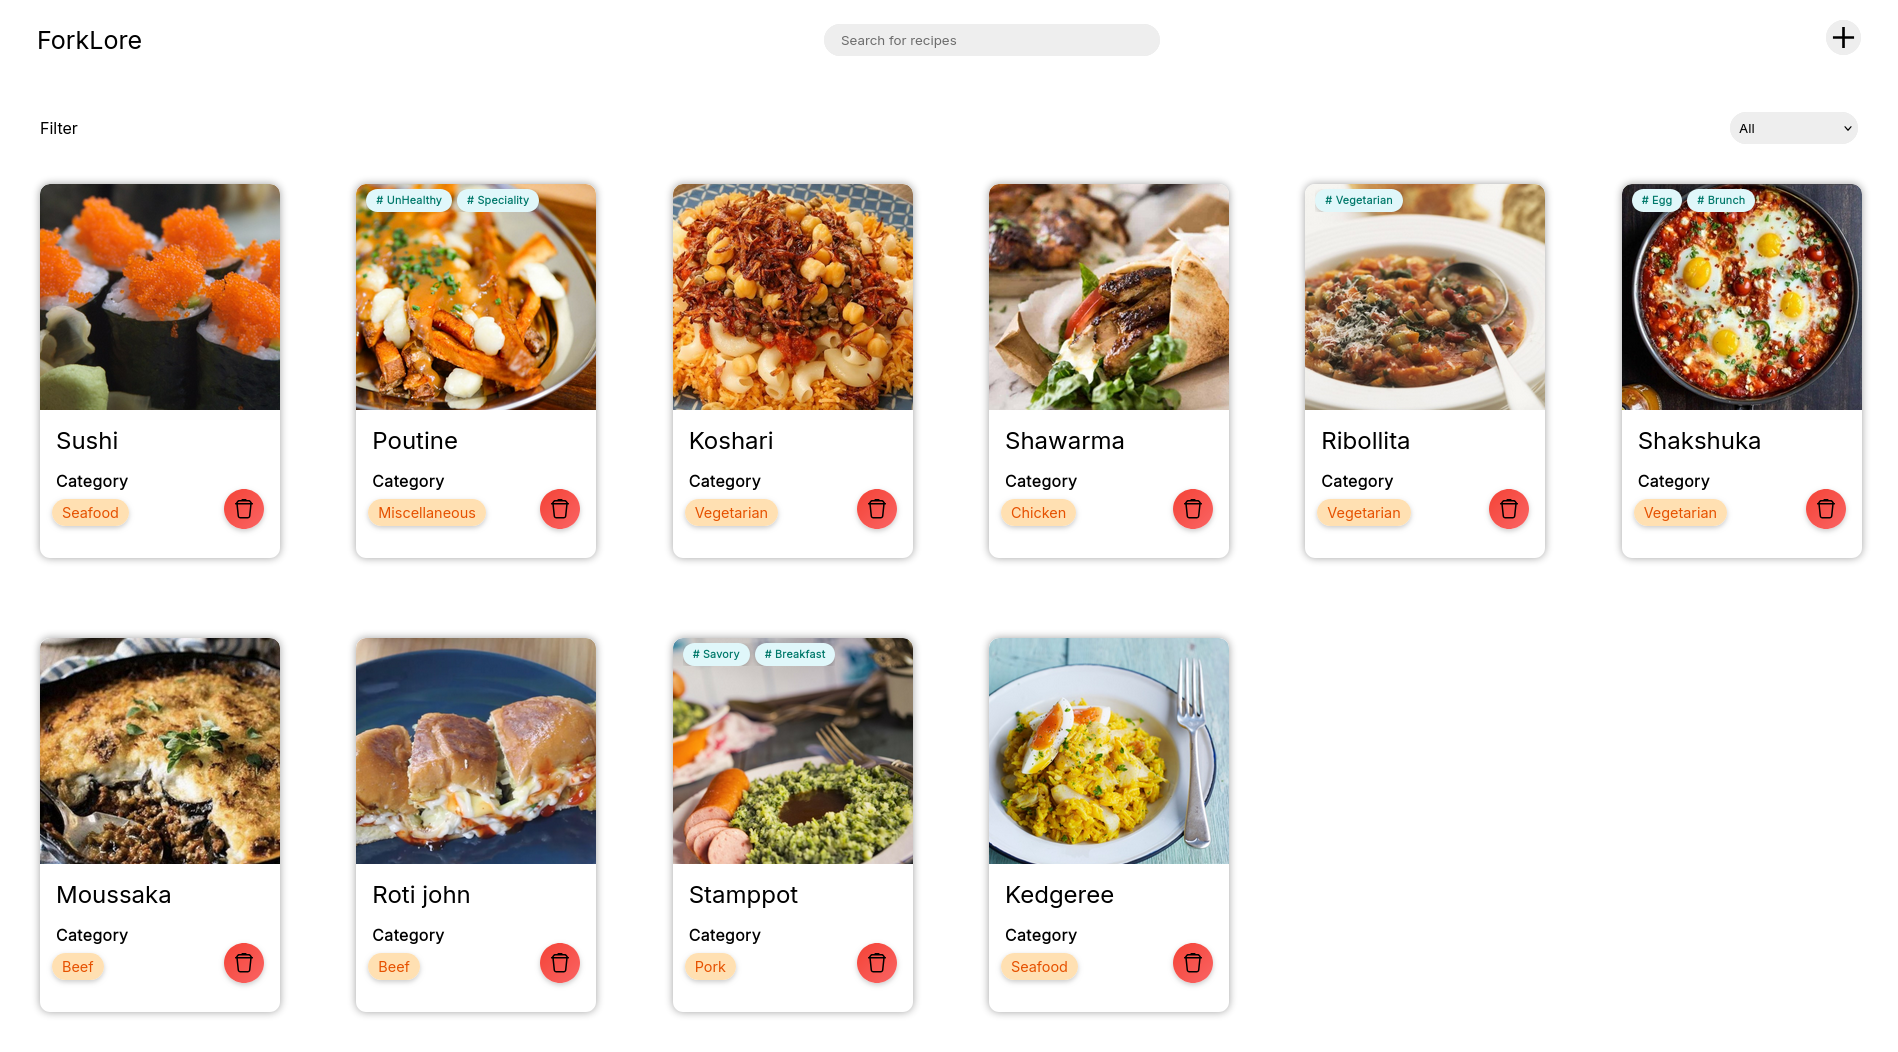 ForkLore
Search for recipes
Filter
All
# UnHealthy # Speciality
# Vegetarian
# Egg # Brunch
Sushi
Category
Seafood
Poutine
Category
Miscellaneous
Koshari
Category
Vegetarian
Shawarma
Category
Chicken
Ribollita
Category
Vegetarian
Shakshuka
Category
Vegetarian
# Savory # Breakfast
Moussaka
Category
Beef
Roti john
Category
Beef
Stamppot
Category
Pork
Kedgeree
Category
Seafood